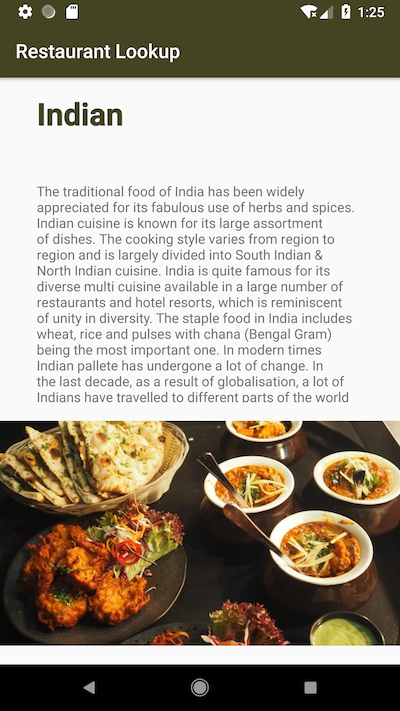 1:25
Restaurant Lookup
Indian
The traditional food of India has been widely
appreciated for its fabulous use of herbs and spices.
Indian cuisine is known for its large assortment
of dishes. The cooking style varies from region to
region and is largely divided into South Indian &
North Indian cuisine. India is quite famous for its
diverse multi cuisine available in a large number of
restaurants and hotel resorts, which is reminiscent
of unity in diversity. The staple food in India includes
wheat, rice and pulses with chana (Bengal Gram)
being the most important one. In modern times
Indian pallete has undergone a lot of change. In
the last decade, as a result of globalisation, a lot of
Indians have travelled to different parts of the world